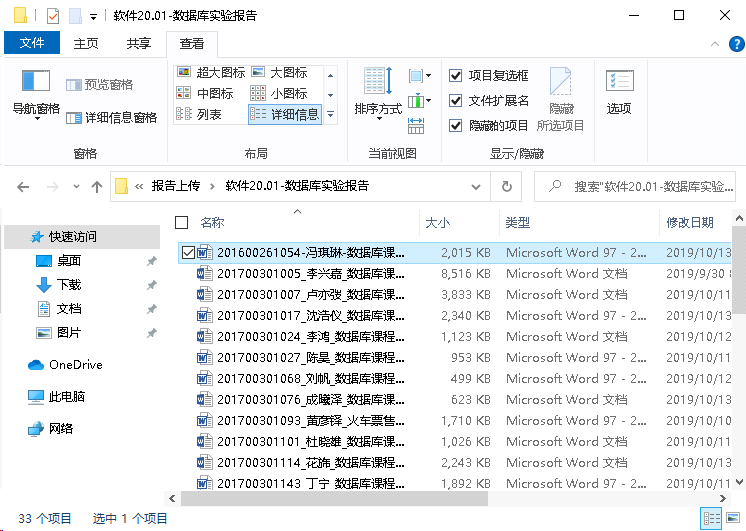 软件20.01-数据库实验报告
文件 主页 共享 查看
导航窗格
预览窗格
详细信息窗格
窗格
超大图标 大图标
中图标 小图标
列表 详细信息
布局
排序方式
当前视图
项目复选框
文件扩展名
隐藏的项目
隐藏
所选项目
显示/隐藏
选项
« 报告上传 › 软件20.01-数据库实验报告
搜索"软件20.01-数据库实验...
名称 大小 类型 修改日期
快速访问
桌面
下载
文档
图片
OneDrive
此电脑
网络
201600261054-冯琪琳-数据库课... 2,015 KB Microsoft Word 97 - 2... 2019/10/13
201700301005_李兴嘉_数据库课... 8,516 KB Microsoft Word 文档 2019/9/30 8
201700301007_卢亦弢_数据库课... 3,833 KB Microsoft Word 文档 2019/10/11
201700301017_沈浩仪_数据库课... 2,340 KB Microsoft Word 97 - 2... 2019/10/13
201700301024_李鸿_数据库课程... 1,123 KB Microsoft Word 文档 2019/10/13
201700301027_陈昊_数据库课程... 953 KB Microsoft Word 97 - 2... 2019/10/11
201700301068_刘帆_数据库课程... 499 KB Microsoft Word 97 - 2... 2019/10/12
201700301076_成曦泽_数据库课... 623 KB Microsoft Word 文档 2019/10/13
201700301093_黄彦铎_火车票售... 1,710 KB Microsoft Word 97 - 2... 2019/10/11
201700301101_杜晓雄_数据库课... 1,026 KB Microsoft Word 文档 2019/10/11
201700301114_花旆_数据库课程... 2,243 KB Microsoft Word 文档 2019/10/13
201700301143_丁宁_数据库课程... 1,892 KB Microsoft Word 97 - 2... 2019/10/11
33 个项目 选中 1 个项目